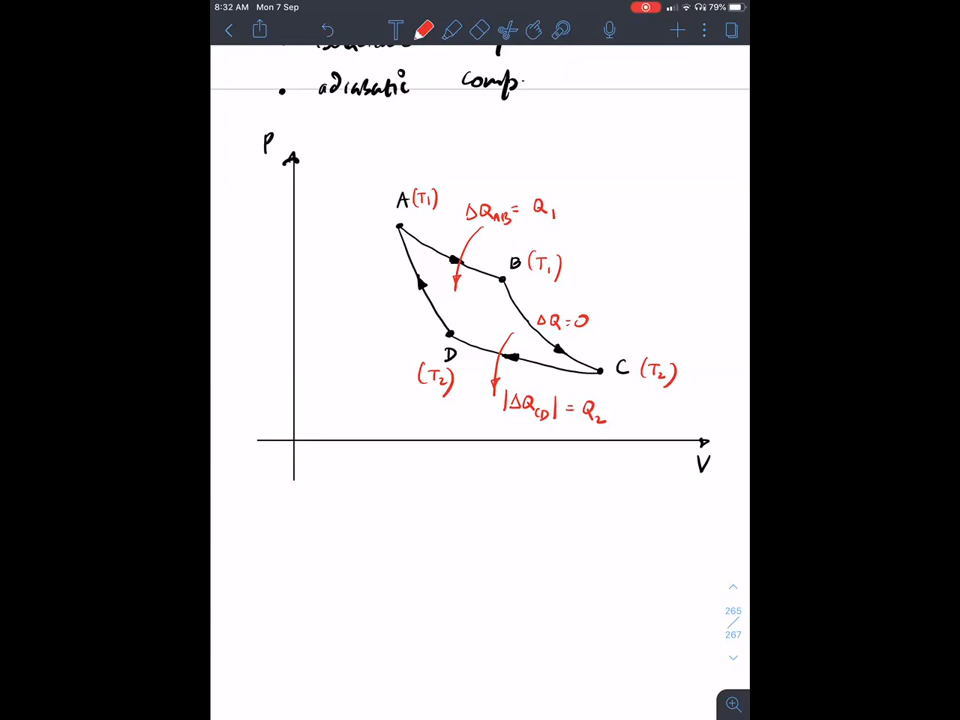 8:32 AM Mon 7 Sep
79%
• adiabatic comp.
P
A (T₁)
ΔQ_AB = Q₁
B (T₁)
ΔQ = 0
D
(T₂)
C (T₂)
|ΔQ_CD| = Q₂
V
265
267